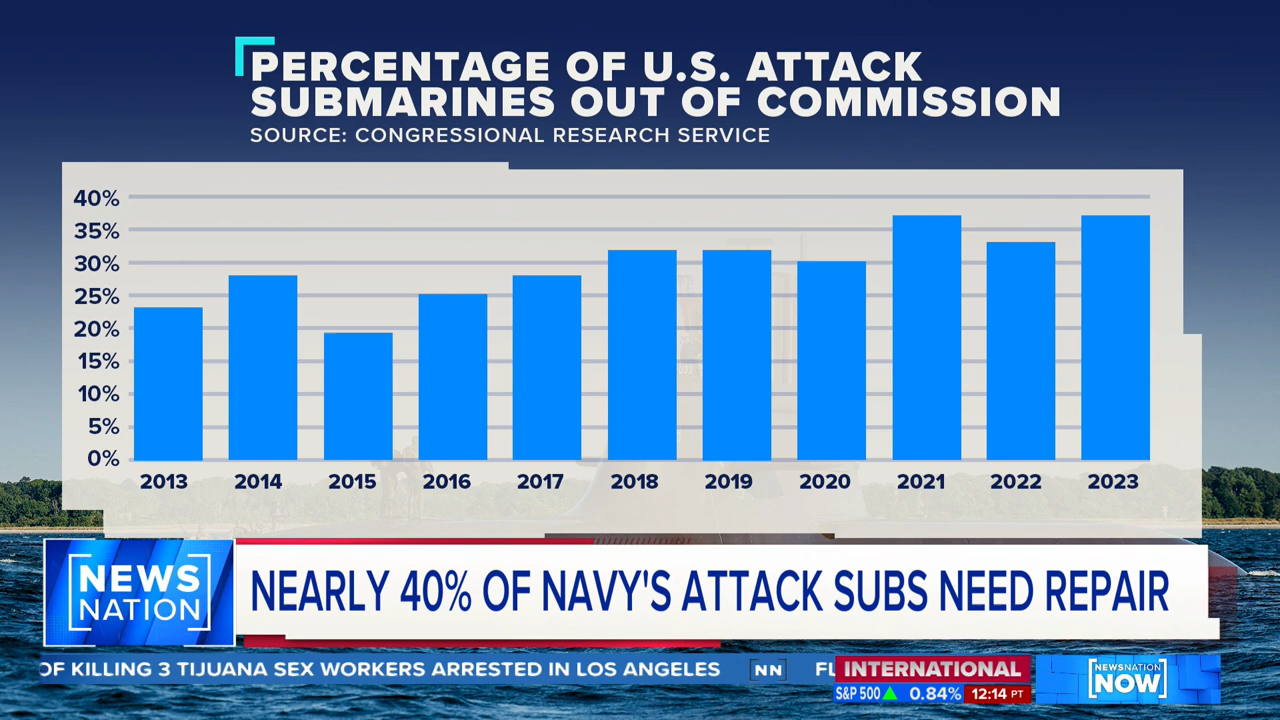 PERCENTAGE OF U.S. ATTACK
SUBMARINES OUT OF COMMISSION
SOURCE: CONGRESSIONAL RESEARCH SERVICE
40%
35%
30%
25%
20%
15%
10%
5%
0%
2013 2014 2015 2016 2017 2018 2019 2020 2021 2022 2023
NEWS
NATION
NEARLY 40% OF NAVY'S ATTACK SUBS NEED REPAIR
OF KILLING 3 TIJUANA SEX WORKERS ARRESTED IN LOS ANGELES NN FL
INTERNATIONAL
S&P 500 0.84% 12:14 PT
NEWSNATION
NOW